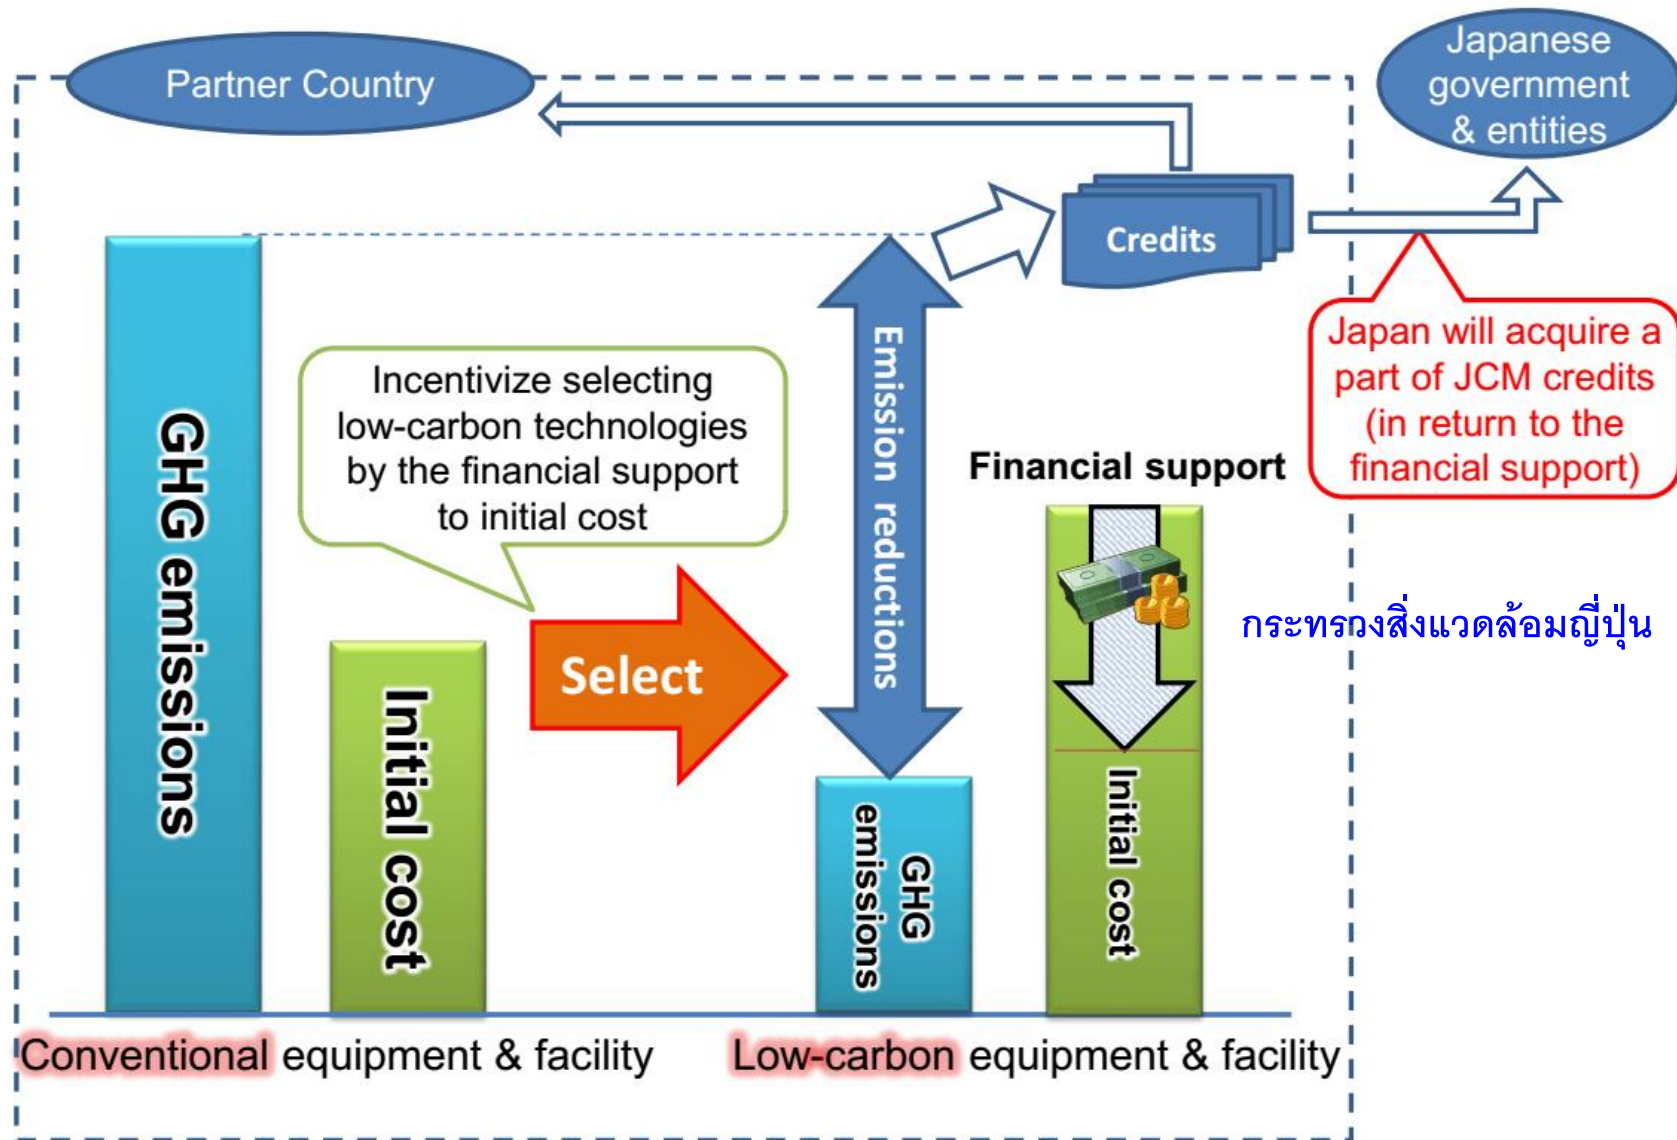 Partner Country
Japanese
government
& entities
Credits
Japan will acquire a
part of JCM credits
(in return to the
financial support)
GHG emissions
Incentivize selecting
low-carbon technologies
by the financial support
to initial cost
Initial cost
Select
Emission reductions
GHG
emissions
Financial support
Initial cost
กระทรวงสิ่งแวดล้อมญี่ปุ่น
Conventional equipment & facility
Low-carbon equipment & facility